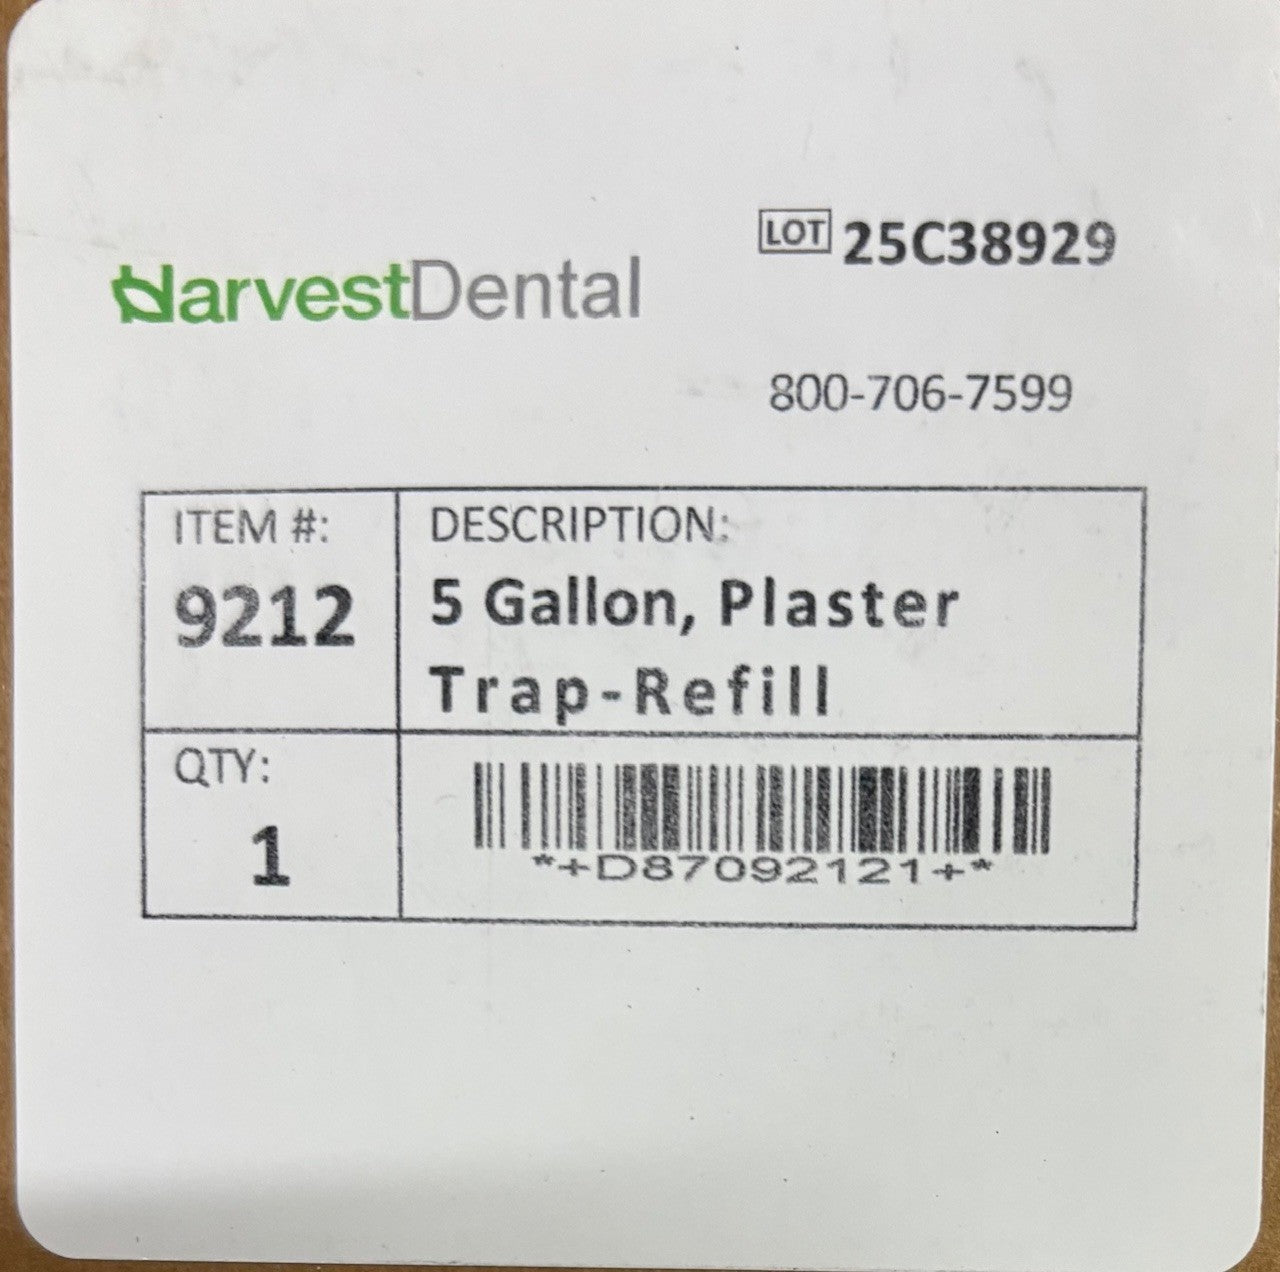 LOT 25C38929
HarvestDental
800-706-7599
ITEM #:
9212
DESCRIPTION:
5 Gallon, Plaster
Trap-Refill
QTY:
1
*+D87092121+*